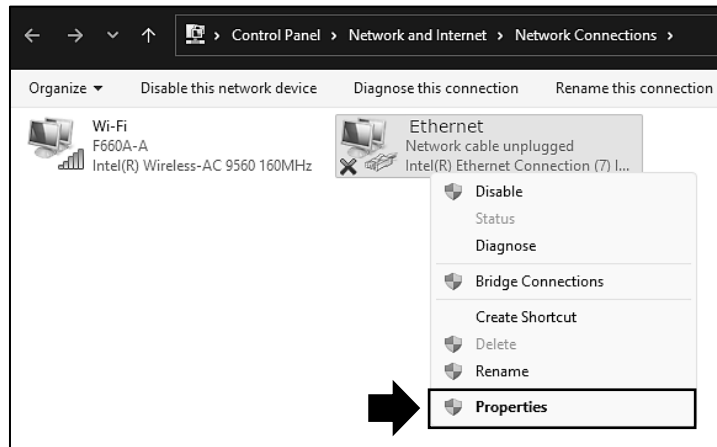 Control Panel > Network and Internet > Network Connections >
Organize Disable this network device Diagnose this connection Rename this connection
Wi-Fi
F660A-A
Intel(R) Wireless-AC 9560 160MHz
Ethernet
Network cable unplugged
Intel(R) Ethernet Connection (7) I...
Disable
Status
Diagnose
Bridge Connections
Create Shortcut
Delete
Rename
Properties